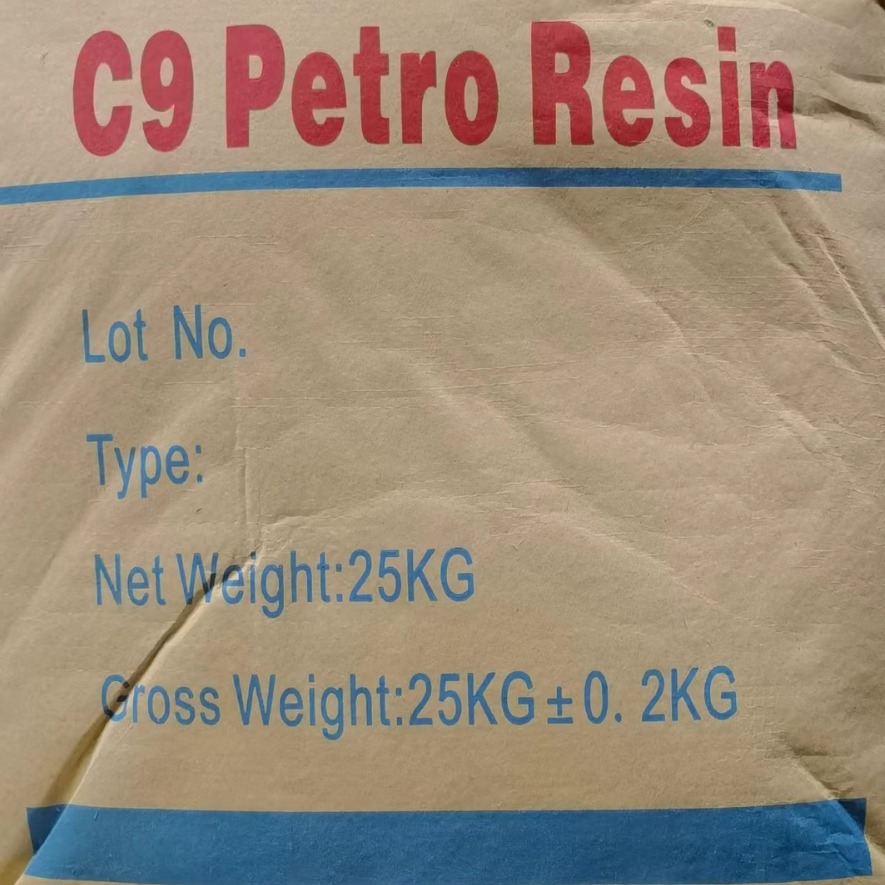 C9 Petro Resin
Lot No.
Type:
Net Weight:25KG
Gross Weight:25KG±0. 2KG